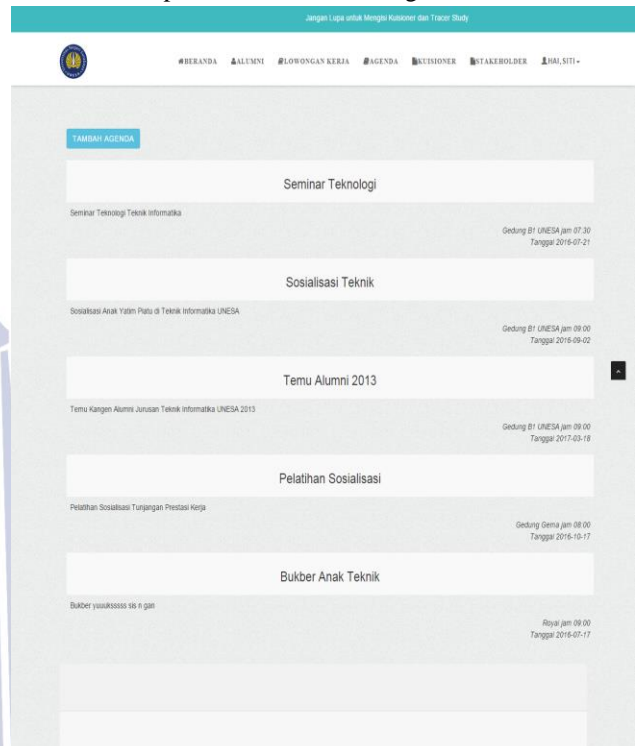 Jangan Lupa untuk Mengisi Kuisioner dan Tracer Study
BERANDA ALUMNI LOWONGAN KERJA AGENDA KUISIONER STAKEHOLDER HAI, SITI
TAMBAH AGENDA
Seminar Teknologi
Seminar Teknologi Teknik Informatika
Gedung B1 UNESA jam 07:30
Tanggal 2016-07-21
Sosialisasi Teknik
Sosialisasi Anak Yatim Piatu di Teknik Informatika UNESA
Gedung B1 UNESA jam 09:00
Tanggal 2016-09-02
Temu Alumni 2013
Temu Kangen Alumni Jurusan Teknik Informatika UNESA 2013
Gedung B1 UNESA jam 09:00
Tanggal 2017-03-18
Pelatihan Sosialisasi
Pelatihan Sosialisasi Tunjangan Prestasi Kerja
Gedung Gema jam 08:00
Tanggal 2016-10-17
Bukber Anak Teknik
Bukber yuuuksssss sis n gan
Royal jam 09:00
Tanggal 2016-07-17